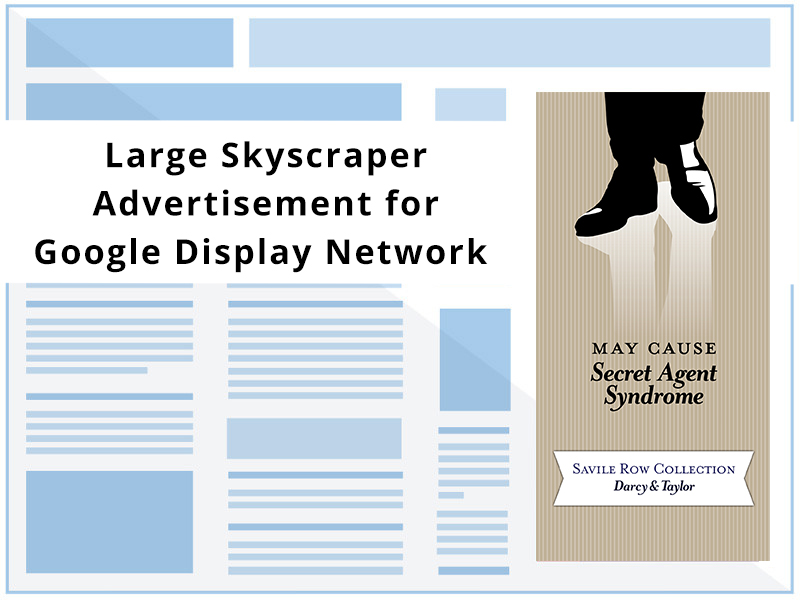 Large Skyscraper
Advertisement for
Google Display Network
MAY CAUSE
Secret Agent
Syndrome
SAVILE ROW COLLECTION
Darcy & Taylor